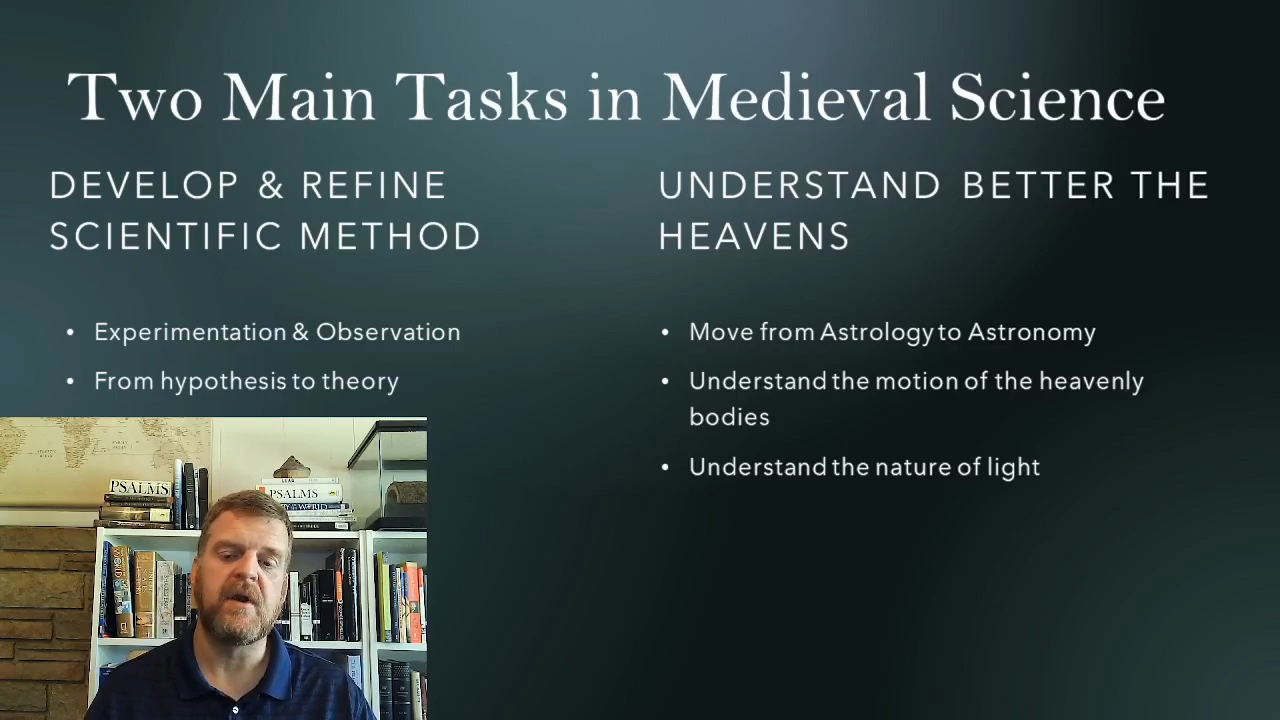 Two Main Tasks in Medieval Science
DEVELOP & REFINE
SCIENTIFIC METHOD
• Experimentation & Observation
• From hypothesis to theory
UNDERSTAND BETTER THE
HEAVENS
• Move from Astrology to Astronomy
• Understand the motion of the heavenly
bodies
• Understand the nature of light
PSALMS
PSALMS